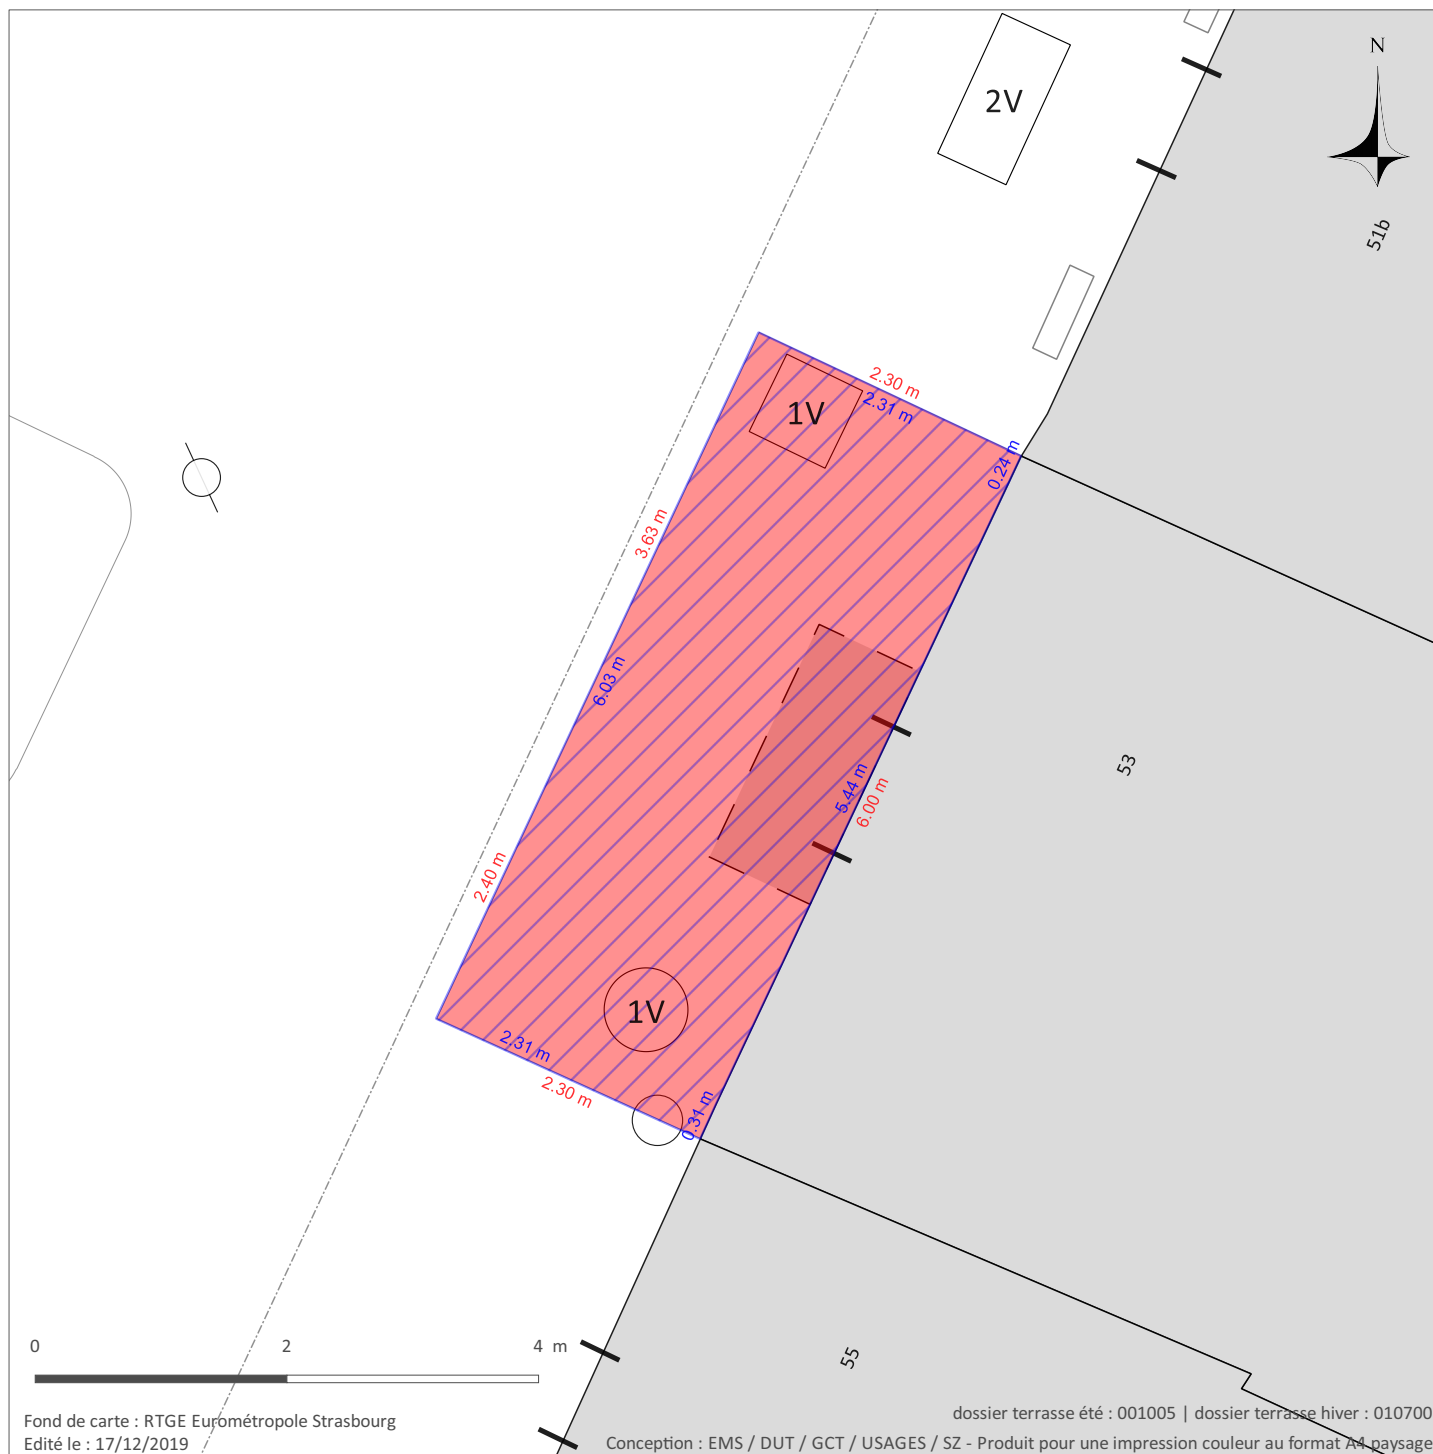 2V
N
51b
2.30 m
2.31 m
1V
0.24 m
3.63 m
6.03 m
53
5.44 m
6.00 m
2.40 m
1V
2.31 m
2.30 m
0.31 m
55
0 2 4 m
Fond de carte : RTGE Eurométropole Strasbourg
Edité le : 17/12/2019
dossier terrasse été : 001005 | dossier terrasse hiver : 010700
Conception : EMS / DUT / GCT / USAGES / SZ - Produit pour une impression couleur au format A4 paysage